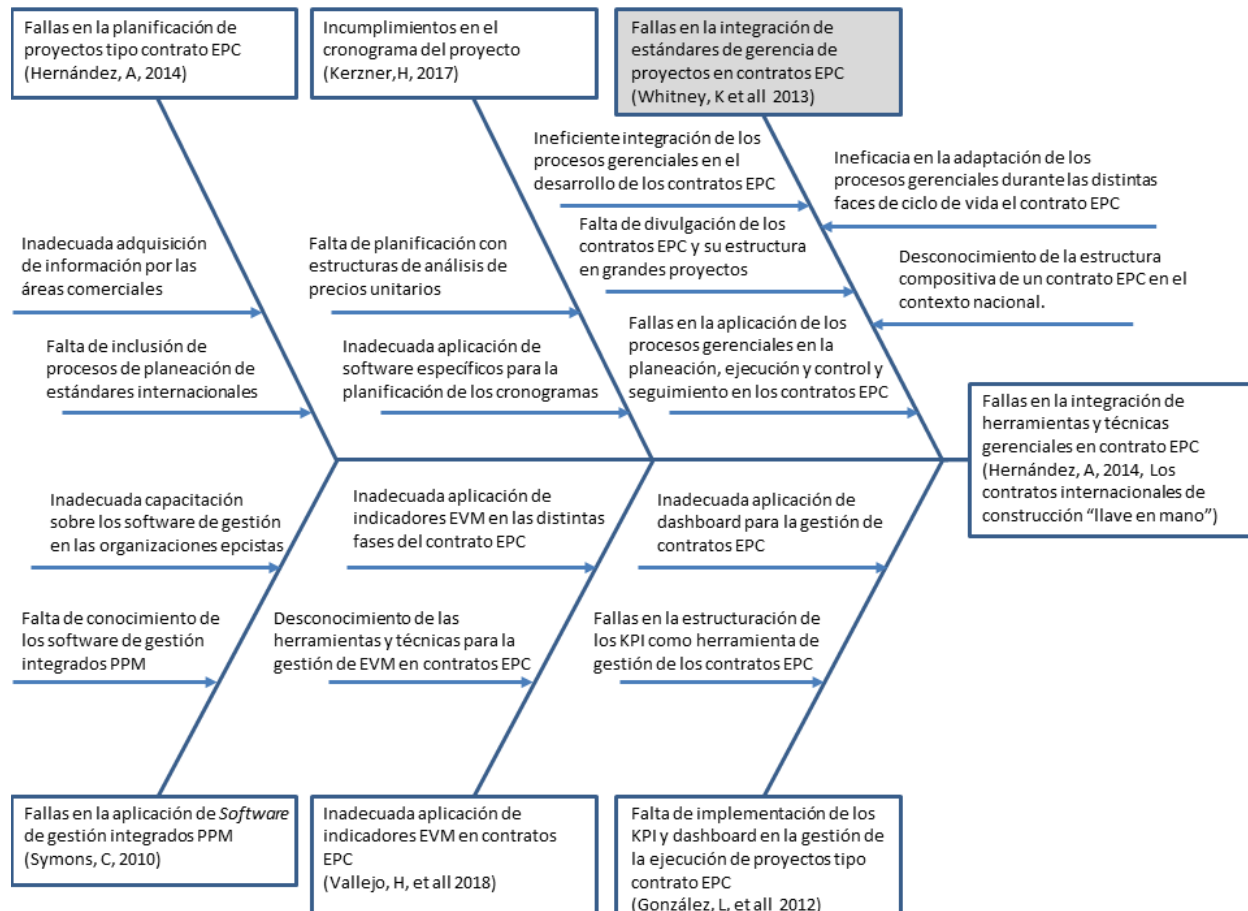 Fallas en la planificación de
proyectos tipo contrato EPC
(Hernández, A, 2014)
Incumplimientos en el
cronograma del proyecto
(Kerzner,H, 2017)
Fallas en la integración de
estándares de gerencia de
proyectos en contratos EPC
(Whitney, K et all  2013)
Ineficiente integración de los
procesos gerenciales en el
desarrollo de los contratos EPC
Ineficacia en la adaptación de los
procesos gerenciales durante las distintas
faces de ciclo de vida el contrato EPC
Inadecuada adquisición
de información por las
áreas comerciales
Falta de planificación con
estructuras de análisis de
precios unitarios
Falta de divulgación de los
contratos EPC y su estructura
en grandes proyectos
Desconocimiento de la estructura
compositiva de un contrato EPC en el
contexto nacional.
Falta de inclusión de
procesos de planeación de
estándares internacionales
Inadecuada aplicación de
software específicos para la
planificación de los cronogramas
Fallas en la aplicación de los
procesos gerenciales en la
planeación, ejecución y control y
seguimiento en los contratos EPC
Fallas en la integración de
herramientas y técnicas
gerenciales en contrato EPC
(Hernández, A, 2014, Los
contratos internacionales de
construcción “llave en mano”)
Inadecuada capacitación
sobre los software de gestión
en las organizaciones epcistas
Inadecuada aplicación de
indicadores EVM en las distintas
fases del contrato EPC
Inadecuada aplicación de
dashboard para la gestión de
contratos EPC
Falta de conocimiento de
los software de gestión
integrados PPM
Desconocimiento de las
herramientas y técnicas para la
gestión de EVM en contratos EPC
Fallas en la estructuración de
los KPI como herramienta de
gestión de los contratos EPC
Fallas en la aplicación de Software
de gestión integrados PPM
(Symons, C, 2010)
Inadecuada aplicación de
indicadores EVM en contratos
EPC
(Vallejo, H, et all 2018)
Falta de implementación de los
KPI y dashboard en la gestión de
la ejecución de proyectos tipo
contrato EPC
(González, L, et all  2012)